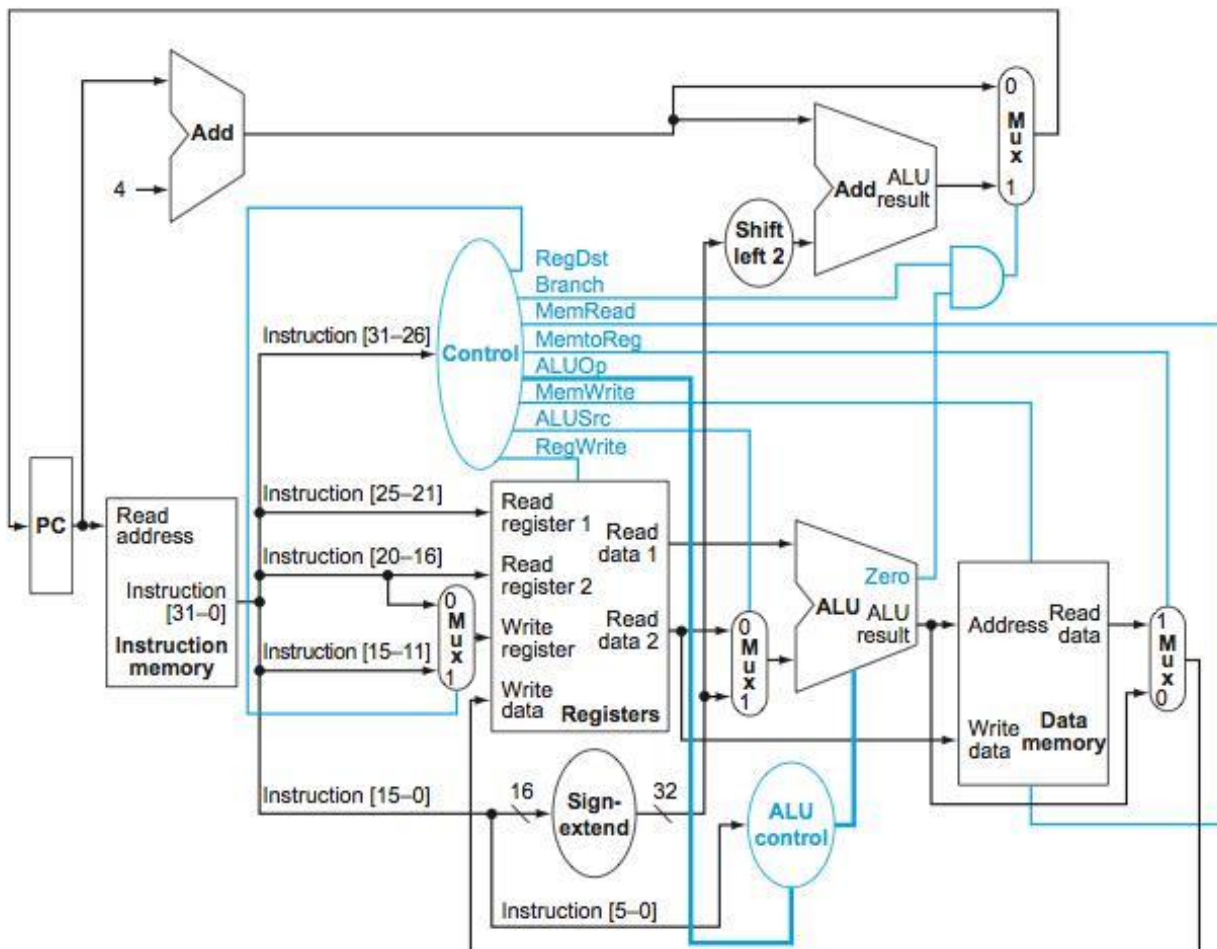 0
Mux
1
Add
4
Add
ALU
result
Shift
left 2
RegDst
Branch
MemRead
MemtoReg
ALUOp
MemWrite
ALUSrc
RegWrite
Control
Instruction [31–26]
Instruction [25–21]
Instruction [20–16]
Instruction [15–11]
Instruction [15–0]
Instruction [5–0]
PC
Read
address
Instruction
[31–0]
Instruction
memory
0
Mux
1
Read
register 1
Read
register 2
Write
register
Write
data
Read
data 1
Read
data 2
Registers
16
Sign-
extend
32
0
Mux
1
Zero
ALU
ALU
result
ALU
control
Address
Read
data
Write
data
Data
memory
1
Mux
0